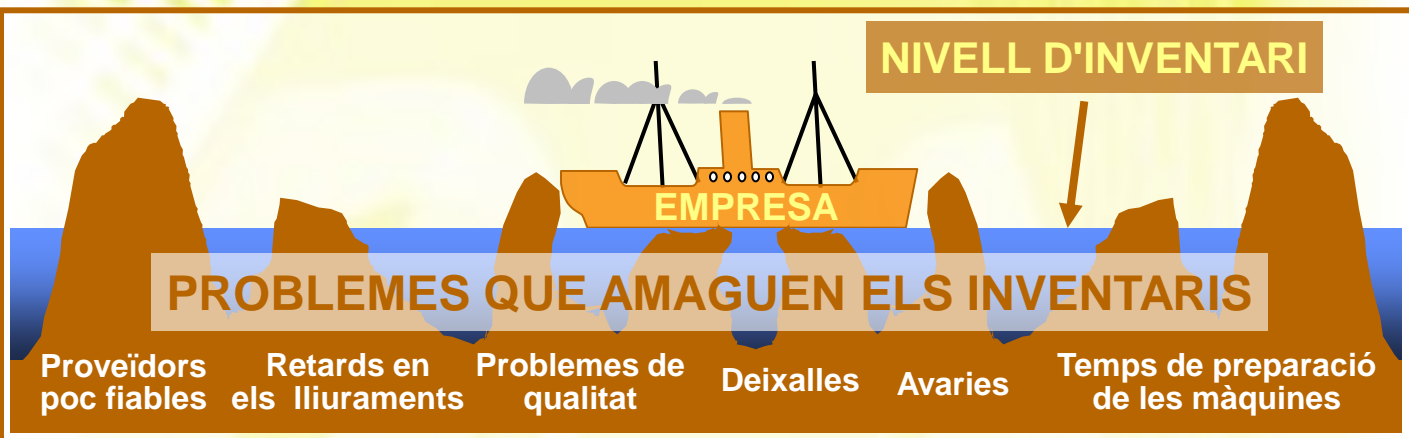 NIVELL D'INVENTARI
EMPRESA
PROBLEMES QUE AMAGUEN ELS INVENTARIS
Proveïdors
poc fiables
Retards en
els lliuraments
Problemes de
qualitat
Deixalles
Avaries
Temps de preparació
de les màquines